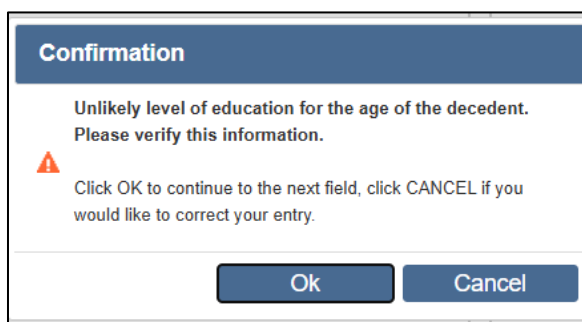 Confirmation
Unlikely level of education for the age of the decedent.
Please verify this information.
Click OK to continue to the next field, click CANCEL if you
would like to correct your entry.
Ok
Cancel